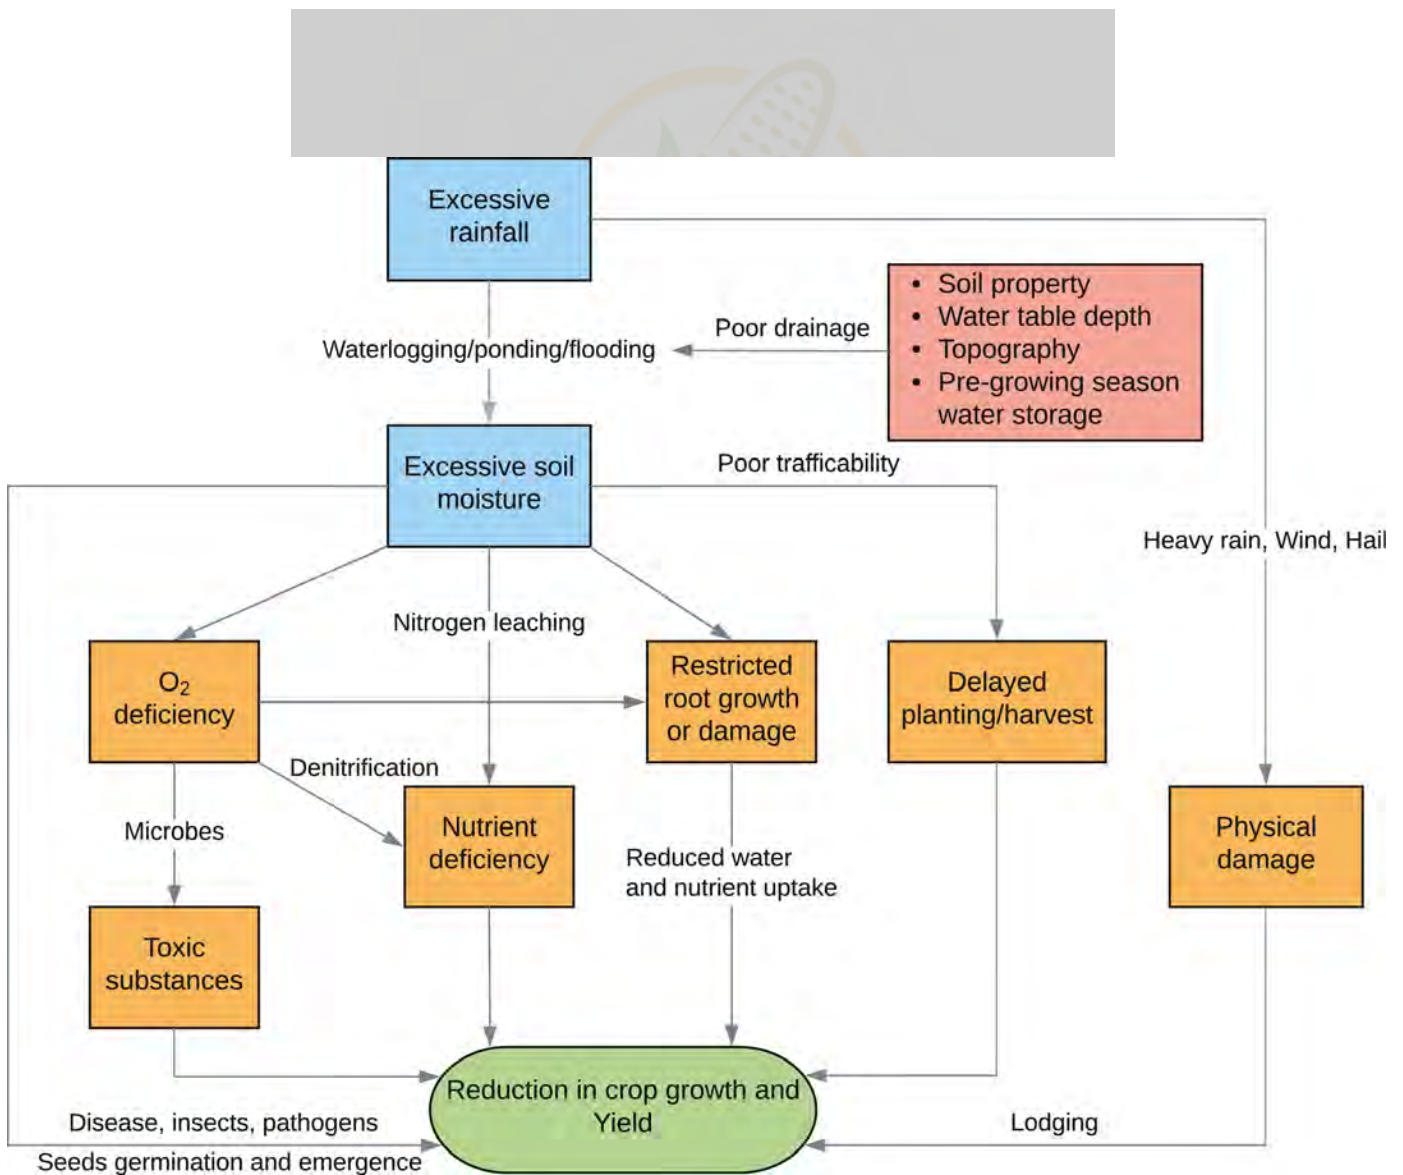 Excessive
rainfall
• Soil property
• Water table depth
• Topography
• Pre-growing season
water storage
Poor drainage
Waterlogging/ponding/flooding
Excessive soil
moisture
Poor trafficability
Heavy rain, Wind, Hail
Nitrogen leaching
O₂
deficiency
Restricted
root growth
or damage
Delayed
planting/harvest
Denitrification
Microbes
Nutrient
deficiency
Reduced water
and nutrient uptake
Physical
damage
Toxic
substances
Reduction in crop growth and
Yield
Disease, insects, pathogens
Seeds germination and emergence
Lodging